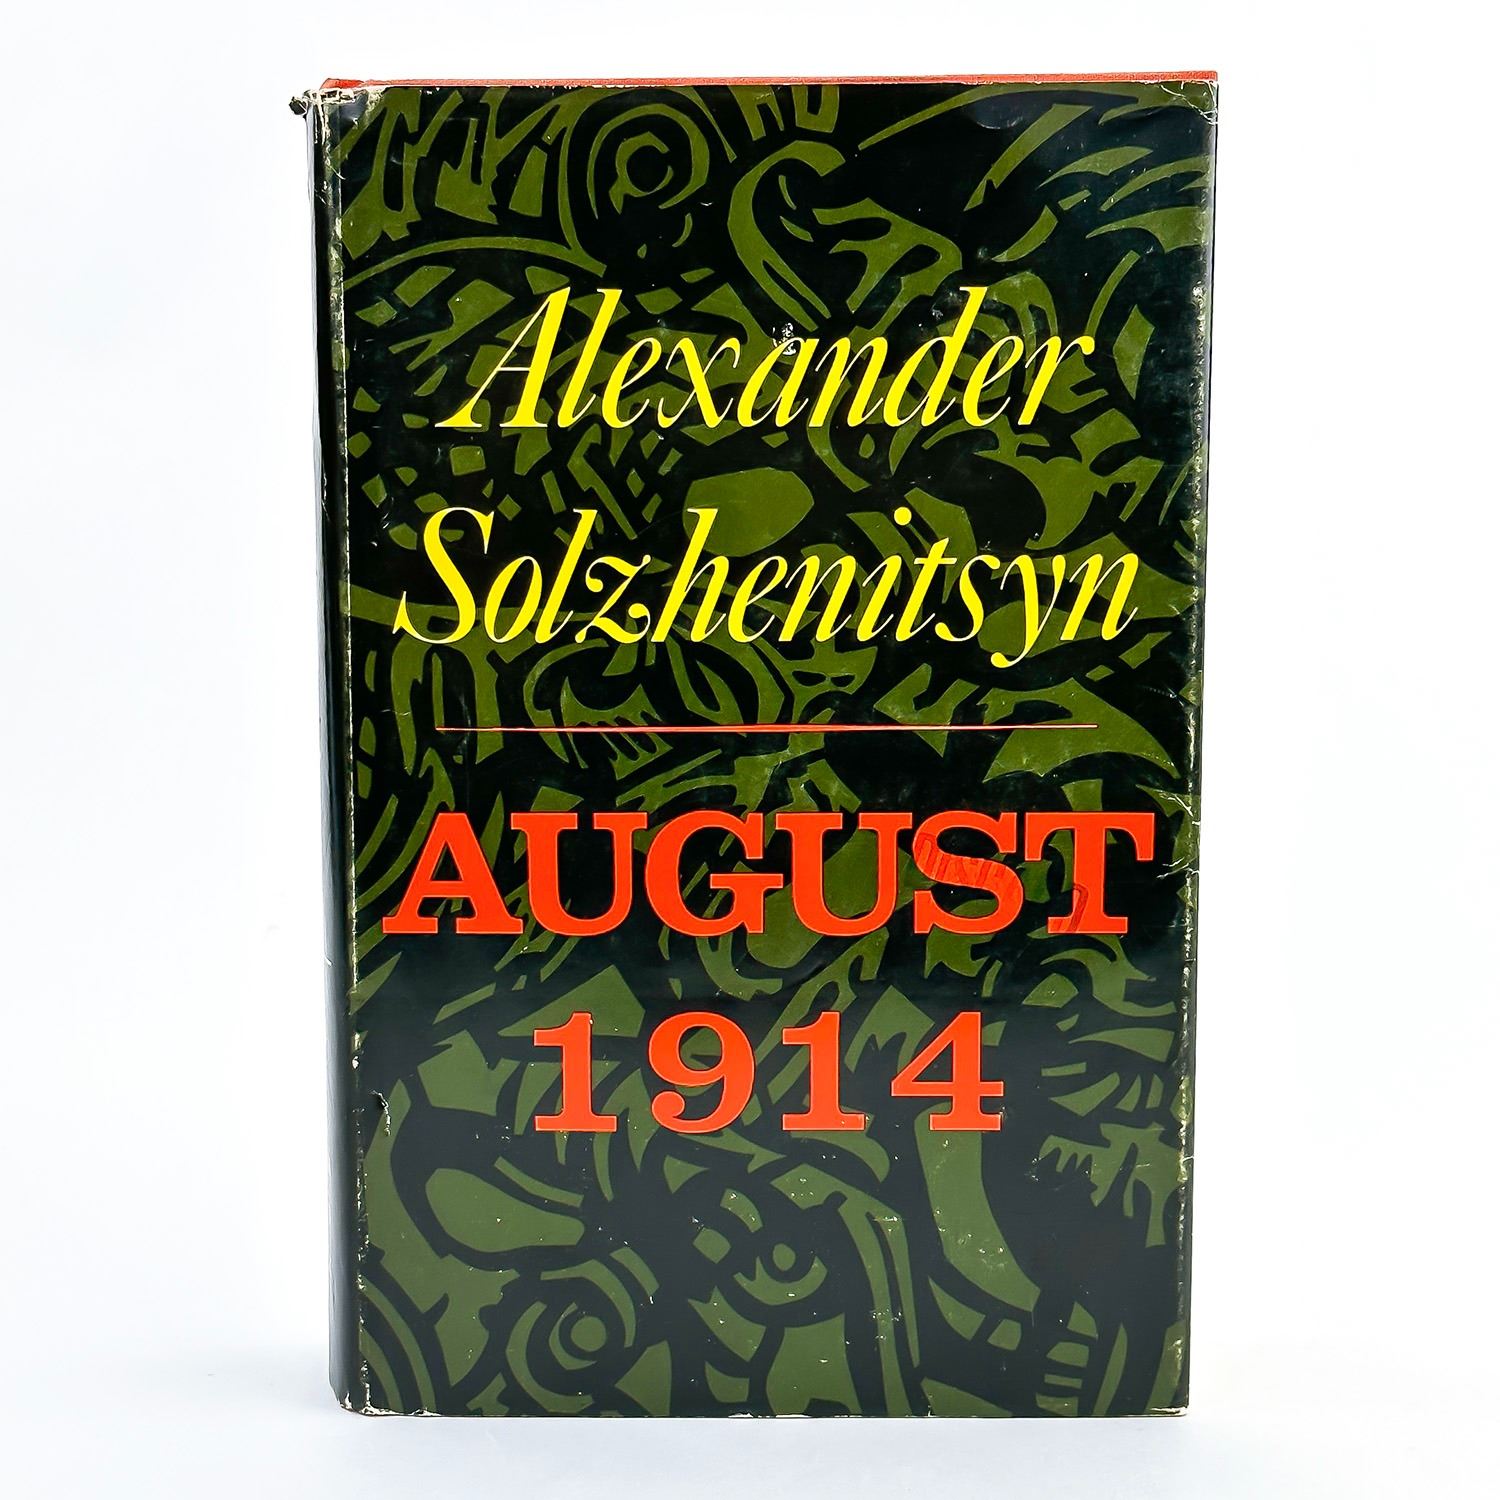 Alexander
Solzhenitsyn
AUGUST
1914